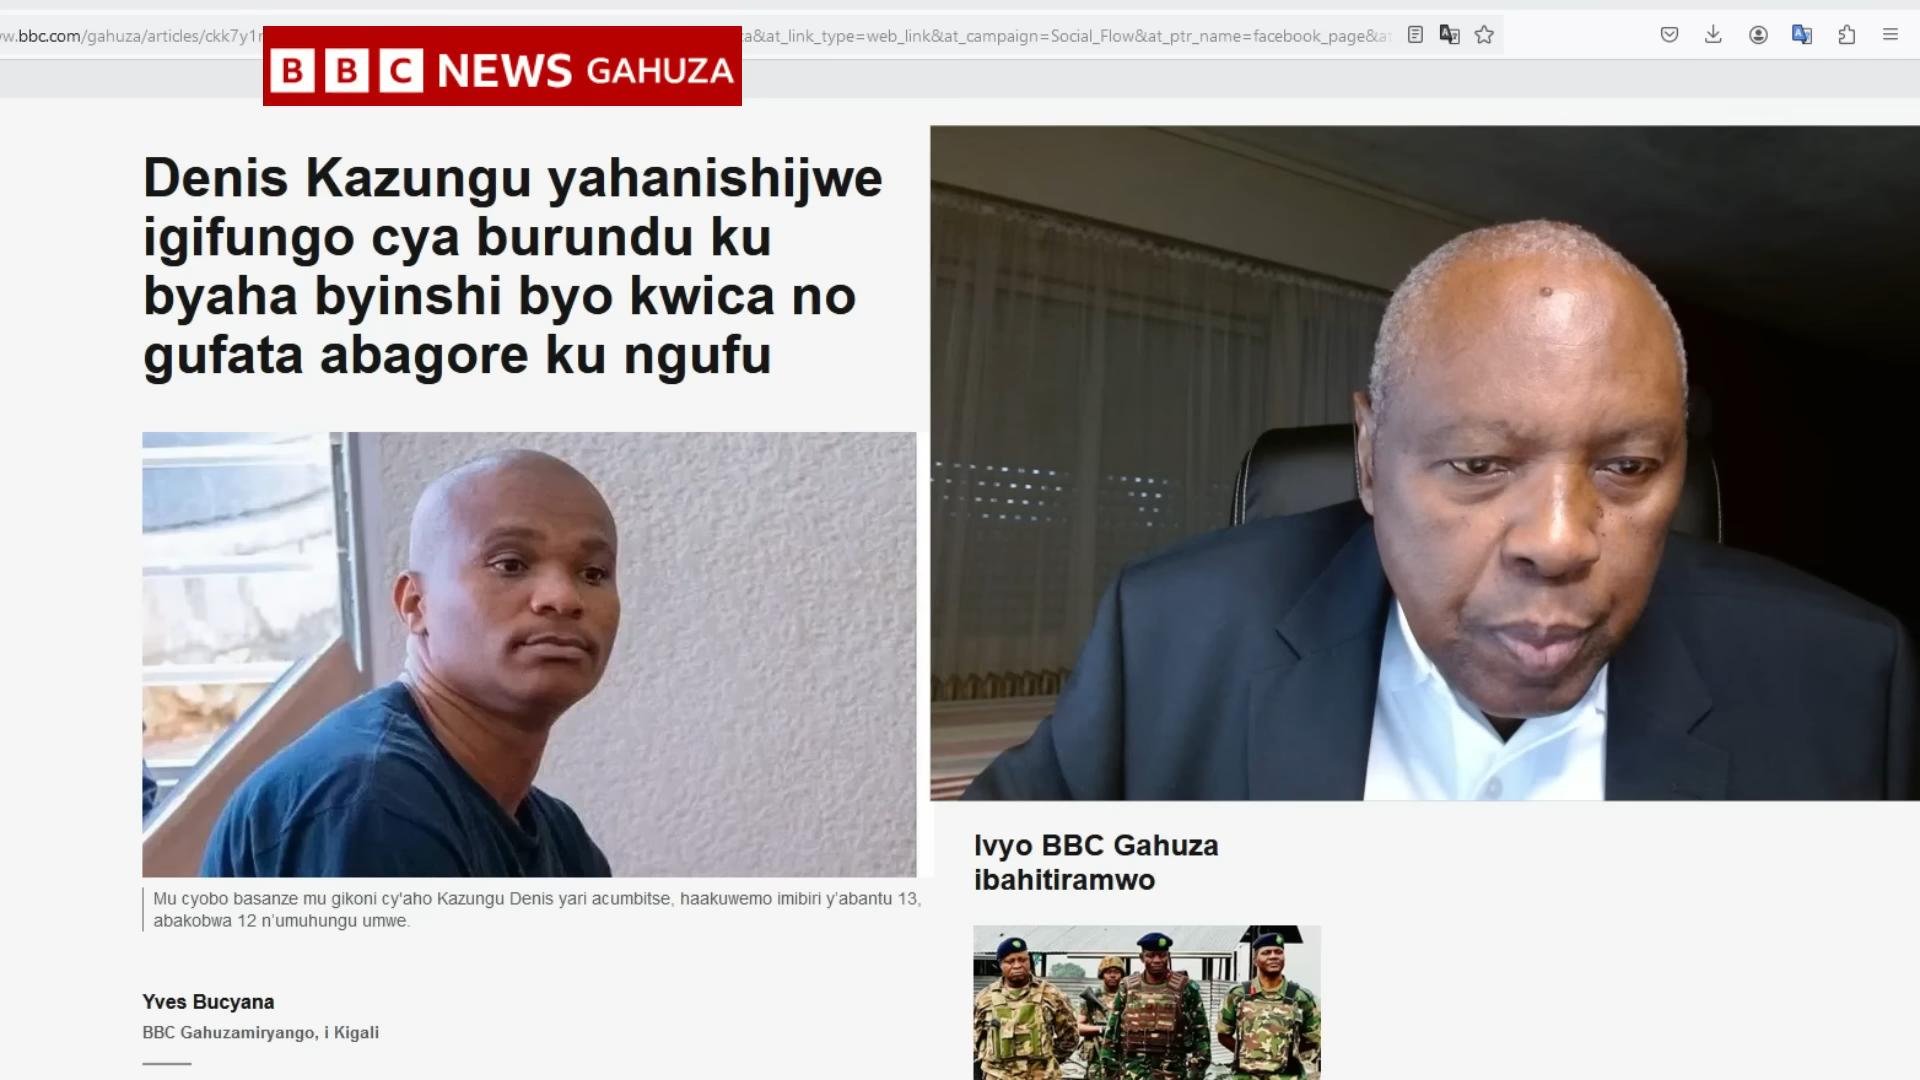 w.bbc.com/gahuza/articles/ckk7y1
za&at_link_type=web_link&at_campaign=Social_Flow&at_ptr_name=facebook_page&at
BBC NEWS GAHUZA
Denis Kazungu yahanishijwe
igifungo cya burundu ku
byaha byinshi byo kwica no
gufata abagore ku ngufu
Mu cyobo basanze mu gikoni cy'aho Kazungu Denis yari acumbitse, haakuwemo imibiri y'abantu 13,
abakobwa 12 n'umuhungu umwe.
Yves Bucyana
BBC Gahuzamiryango, i Kigali
Ivyo BBC Gahuza
ibahitiramwo